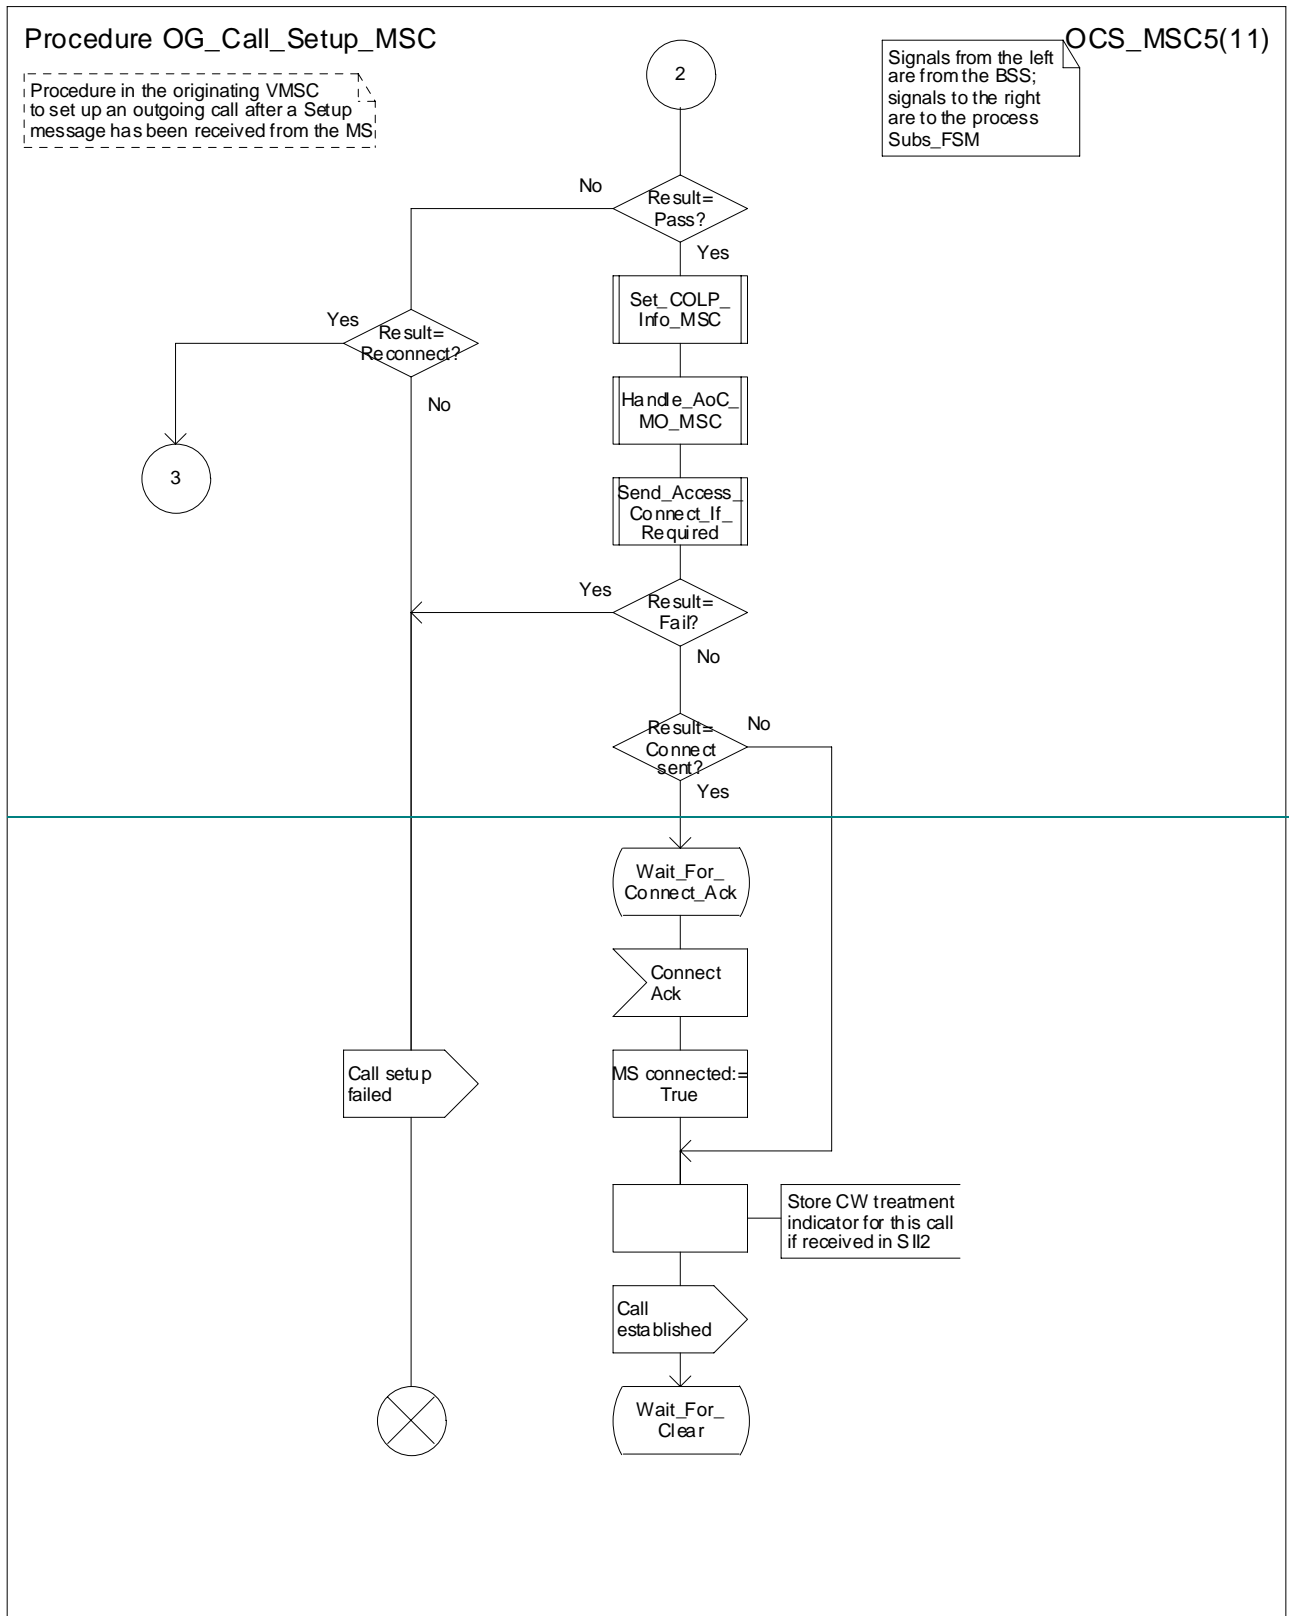 Procedure OG_Call_Setup_MSC
OCS_MSC5(11)
Procedure in the originating VMSC
to set up an outgoing call after a Setup
message has been received from the MS
2
Signals from the left
are from the BSS;
signals to the right
are to the process
Subs_FSM
No
Result=
Pass?
Yes
Set_COLP_
Info_MSC
Yes
Result=
Reconnect?
No
Handle_AoC_
MO_MSC
3
Send_Access_
Connect_If_
Required
Yes
Result=
Fail?
No
Result=
Connect
sent?
No
Yes
Wait_For_
Connect_Ack
Connect
Ack
Call setup
failed
MS connected:=
True
Store CW treatment
indicator for this call
if received in SII2
Call
established
Wait_For_
Clear